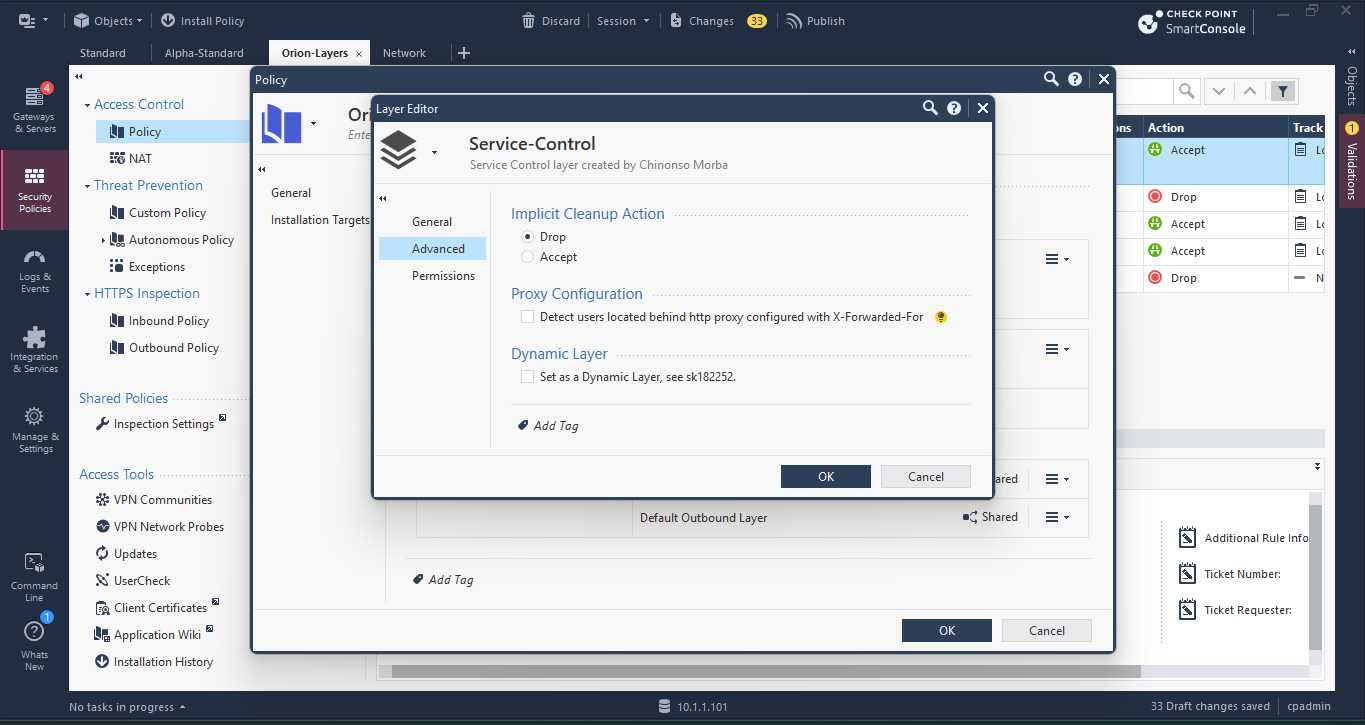 Objects
Install Policy
Discard
Session
Changes
33
Publish
CHECK POINT
SmartConsole
Standard
Alpha-Standard
Orion-Layers
Network
4
Gateways
& Servers
Security
Policies
Logs &
Events
Integration
& Services
Manage &
Settings
Command
Line
1
Whats
New
Access Control
Policy
NAT
Threat Prevention
Custom Policy
Autonomous Policy
Exceptions
HTTPS Inspection
Inbound Policy
Outbound Policy
Shared Policies
Inspection Settings
Access Tools
VPN Communities
VPN Network Probes
Updates
UserCheck
Client Certificates
Application Wiki
Installation History
Policy
General
Installation Targets
Layer Editor
Service-Control
Service Control layer created by Chinonso Morba
General
Advanced
Permissions
Implicit Cleanup Action
Drop
Accept
Proxy Configuration
Detect users located behind http proxy configured with X-Forwarded-For
Dynamic Layer
Set as a Dynamic Layer, see sk182252.
Add Tag
OK
Cancel
Default Outbound Layer
Shared
Add Tag
OK
Cancel
Action
Track
Accept
Drop
Accept
Accept
Drop
Additional Rule Info
Ticket Number:
Ticket Requester:
Objects
1
Validations
No tasks in progress
10.1.1.101
33 Draft changes saved
cpadmin